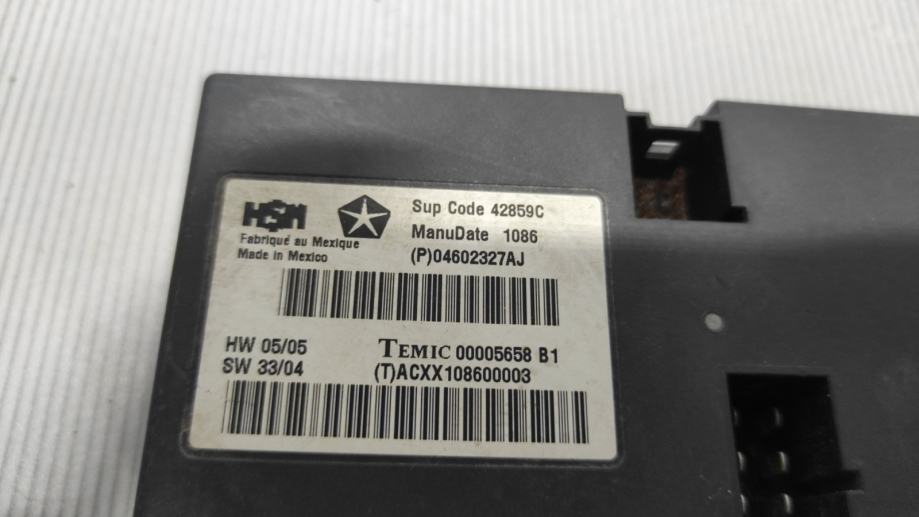 HSM
Sup Code 42859C
Fabriqué au Mexique
ManuDate 1086
Made in Mexico
(P)04602327AJ
HW 05/05
TEMIC 00005658 B1
SW 33/04
(T)ACXX108600003